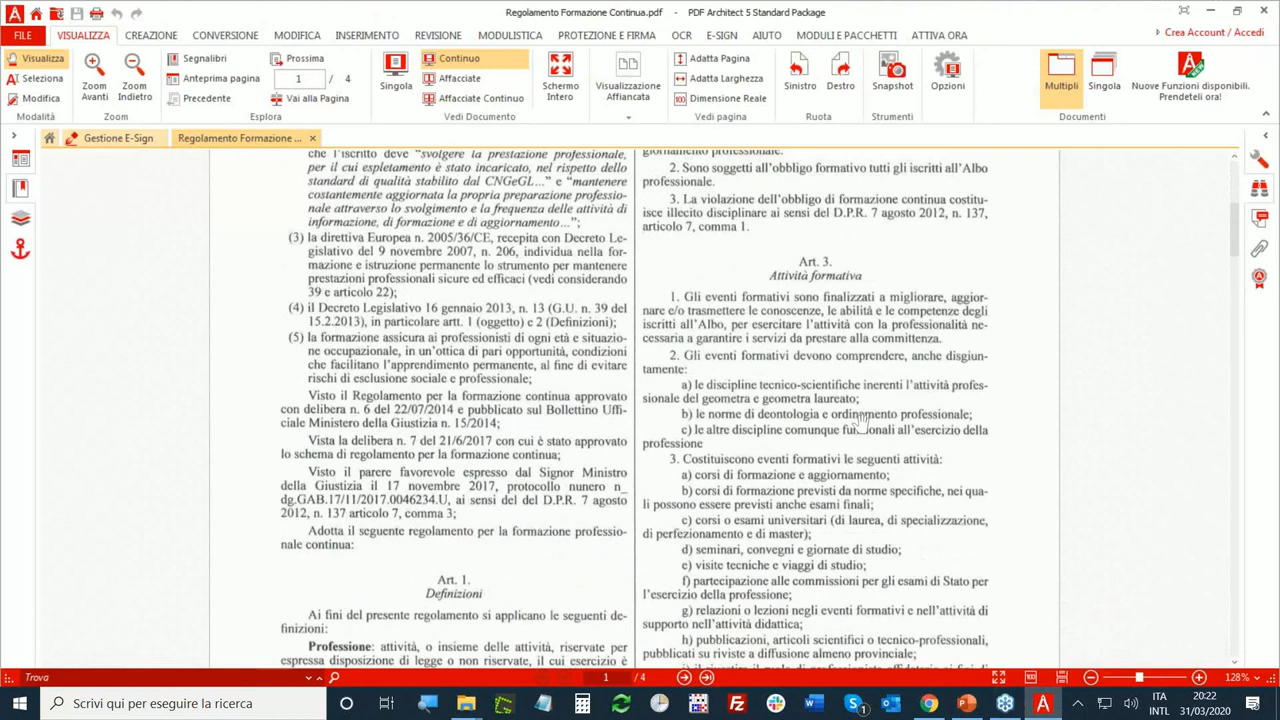 Regolamento Formazione Continua.pdf - PDF Architect 5 Standard Package
FILE VISUALIZZA CREAZIONE CONVERSIONE MODIFICA INSERIMENTO REVISIONE MODULISTICA PROTEZIONE E FIRMA OCR E-SIGN AIUTO MODULI E PACCHETTI ATTIVA ORA
Crea Account / Accedi
Visualizza
Seleziona
Modifica
Modalità
Zoom Avanti
Zoom Indietro
Zoom
Segnalibri
Anteprima pagina
Precedente
Prossima
1 / 4
Vai alla Pagina
Esplora
Singola
Continuo
Affacciate
Affacciate Continuo
Vedi Documento
Schermo Intero
Visualizzazione Affiancata
Adatta Pagina
Adatta Larghezza
Dimensione Reale
Vedi pagina
Sinistro
Destro
Ruota
Snapshot
Strumenti
Opzioni
Multipli
Singola
Documenti
Nuove Funzioni disponibili.
Prendeteli ora!
Gestione E-Sign
Regolamento Formazione ...
che l'iscritto deve "svolgere la prestazione professionale,
per il cui espletamento è stato incaricato, nel rispetto dello
standard di qualità stabilito dal CNGeGL..." e "mantenere
costantemente aggiornata la propria preparazione professio-
nale attraverso lo svolgimento e la frequenza delle attività di
informazione, di formazione e di aggiornamento...";
(3) la direttiva Europea n. 2005/36/CE, recepita con Decreto Le-
gislativo del 9 novembre 2007, n. 206, individua nella for-
mazione e istruzione permanente lo strumento per mantenere
prestazioni professionali sicure ed efficaci (vedi considerando
39 e articolo 22);
(4) il Decreto Legislativo 16 gennaio 2013, n. 13 (G.U. n. 39 del
15.2.2013), in particolare artt. 1 (oggetto) e 2 (Definizioni);
(5) la formazione assicura ai professionisti di ogni età e situazio-
ne occupazionale, in un'ottica di pari opportunità, condizioni
che facilitano l'apprendimento permanente, al fine di evitare
rischi di esclusione sociale e professionale;
Visto il Regolamento per la formazione continua approvato
con delibera n. 6 del 22/07/2014 e pubblicato sul Bollettino Uffi-
ciale Ministero della Giustizia n. 15/2014;
Vista la delibera n. 7 del 21/6/2017 con cui è stato approvato
lo schema di regolamento per la formazione continua;
Visto il parere favorevole espresso dal Signor Ministro
della Giustizia il 17 novembre 2017, protocollo nunero n_
dg.GAB.17/11/2017.0046234.U, ai sensi del del D.P.R. 7 agosto
2012, n. 137 articolo 7, comma 3;
Adotta il seguente regolamento per la formazione professio-
nale continua:
Art. 1.
Definizioni
Ai fini del presente regolamento si applicano le seguenti de-
finizioni:
Professione: attività, o insieme delle attività, riservate per
espressa disposizione di legge o non riservate, il cui esercizio è
giornamento professionale.
2. Sono soggetti all'obbligo formativo tutti gli iscritti all'Albo
professionale.
3. La violazione dell'obbligo di formazione continua costitu-
isce illecito disciplinare ai sensi del D.P.R. 7 agosto 2012, n. 137,
articolo 7, comma 1.
Art. 3.
Attività formativa
1. Gli eventi formativi sono finalizzati a migliorare, aggior-
nare e/o trasmettere le conoscenze, le abilità e le competenze degli
iscritti all'Albo, per esercitare l'attività con la professionalità ne-
cessaria a garantire i servizi da prestare alla committenza.
2. Gli eventi formativi devono comprendere, anche disgiun-
tamente:
a) le discipline tecnico-scientifiche inerenti l'attività profes-
sionale del geometra e geometra laureato;
b) le norme di deontologia e ordinamento professionale;
c) le altre discipline comunque funzionali all'esercizio della
professione
3. Costituiscono eventi formativi le seguenti attività:
a) corsi di formazione e aggiornamento;
b) corsi di formazione previsti da norme specifiche, nei qua-
li possono essere previsti anche esami finali;
c) corsi o esami universitari (di laurea, di specializzazione,
di perfezionamento e di master);
d) seminari, convegni e giornate di studio;
e) visite tecniche e viaggi di studio;
f) partecipazione alle commissioni per gli esami di Stato per
l'esercizio della professione;
g) relazioni o lezioni negli eventi formativi e nell'attività di
supporto nell'attività didattica;
h) pubblicazioni, articoli scientifici o tecnico-professionali,
pubblicati su riviste a diffusione almeno provinciale;
Trova
1 / 4
128%
Scrivi qui per eseguire la ricerca
ITA
INTL
20:22
31/03/2020